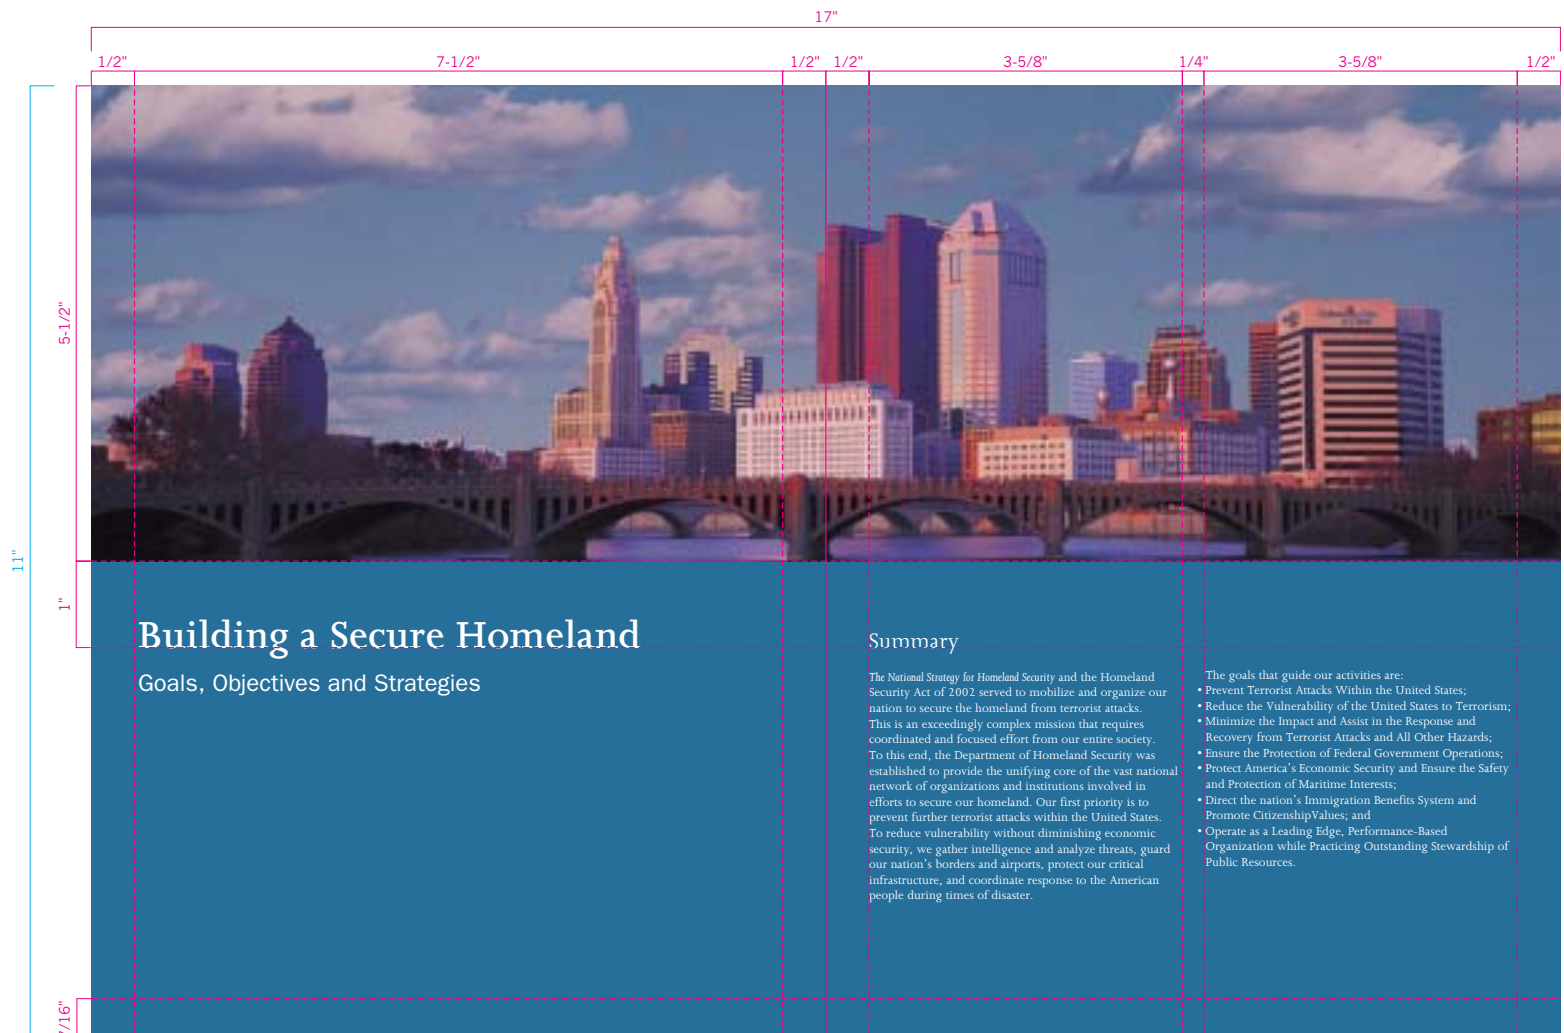 17"
1/2" 7-1/2" 1/2" 1/2" 3-5/8" 1/4" 3-5/8" 1/2"
5-1/2"
11"
1"
Building a Secure Homeland
Goals, Objectives and Strategies
Summary
The National Strategy for Homeland Security and the Homeland
Security Act of 2002 served to mobilize and organize our
nation to secure the homeland from terrorist attacks.
This is an exceedingly complex mission that requires
coordinated and focused effort from our entire society.
To this end, the Department of Homeland Security was
established to provide the unifying core of the vast national
network of organizations and institutions involved in
efforts to secure our homeland. Our first priority is to
prevent further terrorist attacks within the United States.
To reduce vulnerability without diminishing economic
security, we gather intelligence and analyze threats, guard
our nation's borders and airports, protect our critical
infrastructure, and coordinate response to the American
people during times of disaster.
The goals that guide our activities are:
• Prevent Terrorist Attacks Within the United States;
• Reduce the Vulnerability of the United States to Terrorism;
• Minimize the Impact and Assist in the Response and
Recovery from Terrorist Attacks and All Other Hazards;
• Ensure the Protection of Federal Government Operations;
• Protect America's Economic Security and Ensure the Safety
and Protection of Maritime Interests;
• Direct the nation's Immigration Benefits System and
Promote CitizenshipValues; and
• Operate as a Leading Edge, Performance-Based
Organization while Practicing Outstanding Stewardship of
Public Resources.